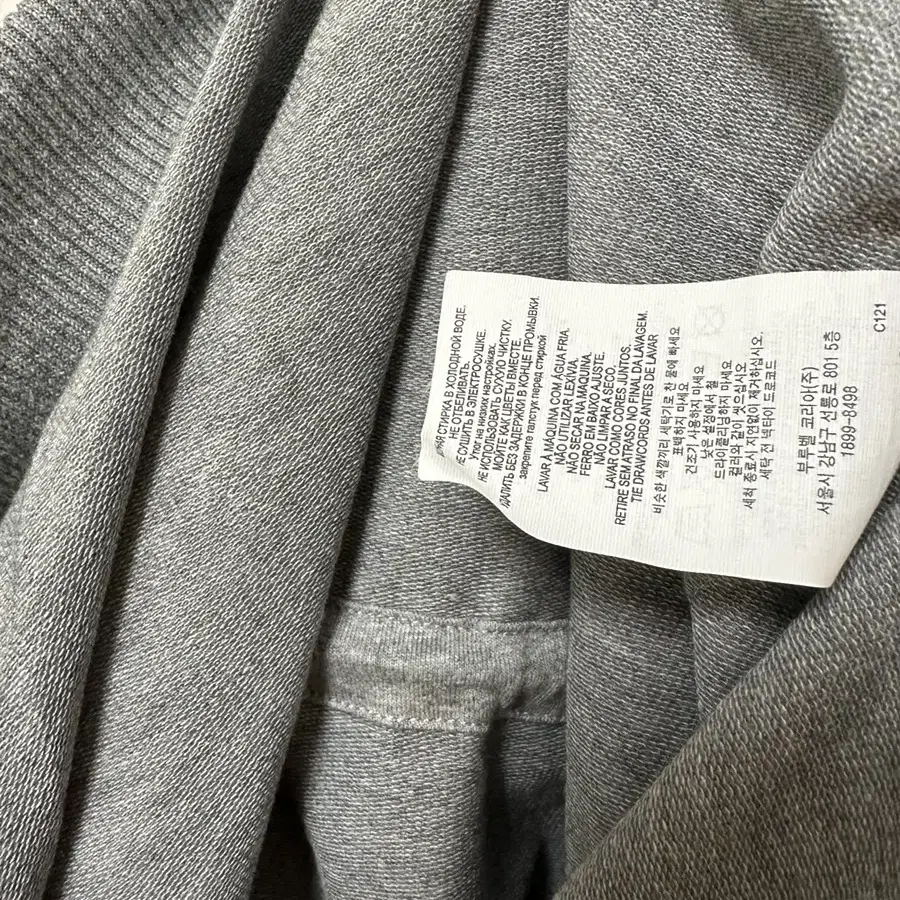 СТИРКА В ХОЛОДНОЙ ВОДЕ.
НЕ ОТБЕЛИВАТЬ.
НЕ СУШИТЬ В ЭЛЕКТРОСУШКЕ.
Утюг на низких настройках.
НЕ ИСПОЛЬЗОВАТЬ СУХУЮ ЧИСТКУ.
МОЙТЕ КАК ЦВЕТЫ ВМЕСТЕ.
УДАЛИТЬ БЕЗ ЗАДЕРЖКИ В КОНЦЕ ПРОМЫВКИ.
закрепите галстук перед стиркой
LAVAR À MÁQUINA COM ÁGUA FRIA.
NÃO UTILIZAR LEXÍVIA.
NÃO SECAR NA MAQUINA.
FERRO EM BAIXO AJUSTE.
NÃO LIMPAR A SECO.
LAVAR COMO CORES JUNTOS.
RETIRE SEM ATRASO NO FINAL DA LAVAGEM.
TIE DRAWCORDS ANTES DE LAVAR
비슷한 색깔끼리 세탁기로 찬 물에 빠세요
표백하지 마세요
건조기 사용하지 마세요
낮은 설정에서 철
드라이클리닝하지 마세요
컬러와 같이 씻으십시오
세척 종료시 지연없이 제거하십시오.
세탁 전 넥타이 드로코드
부루벨 코리아(주)
서울시 강남구 선릉로 801 5층
1899-8498
C121